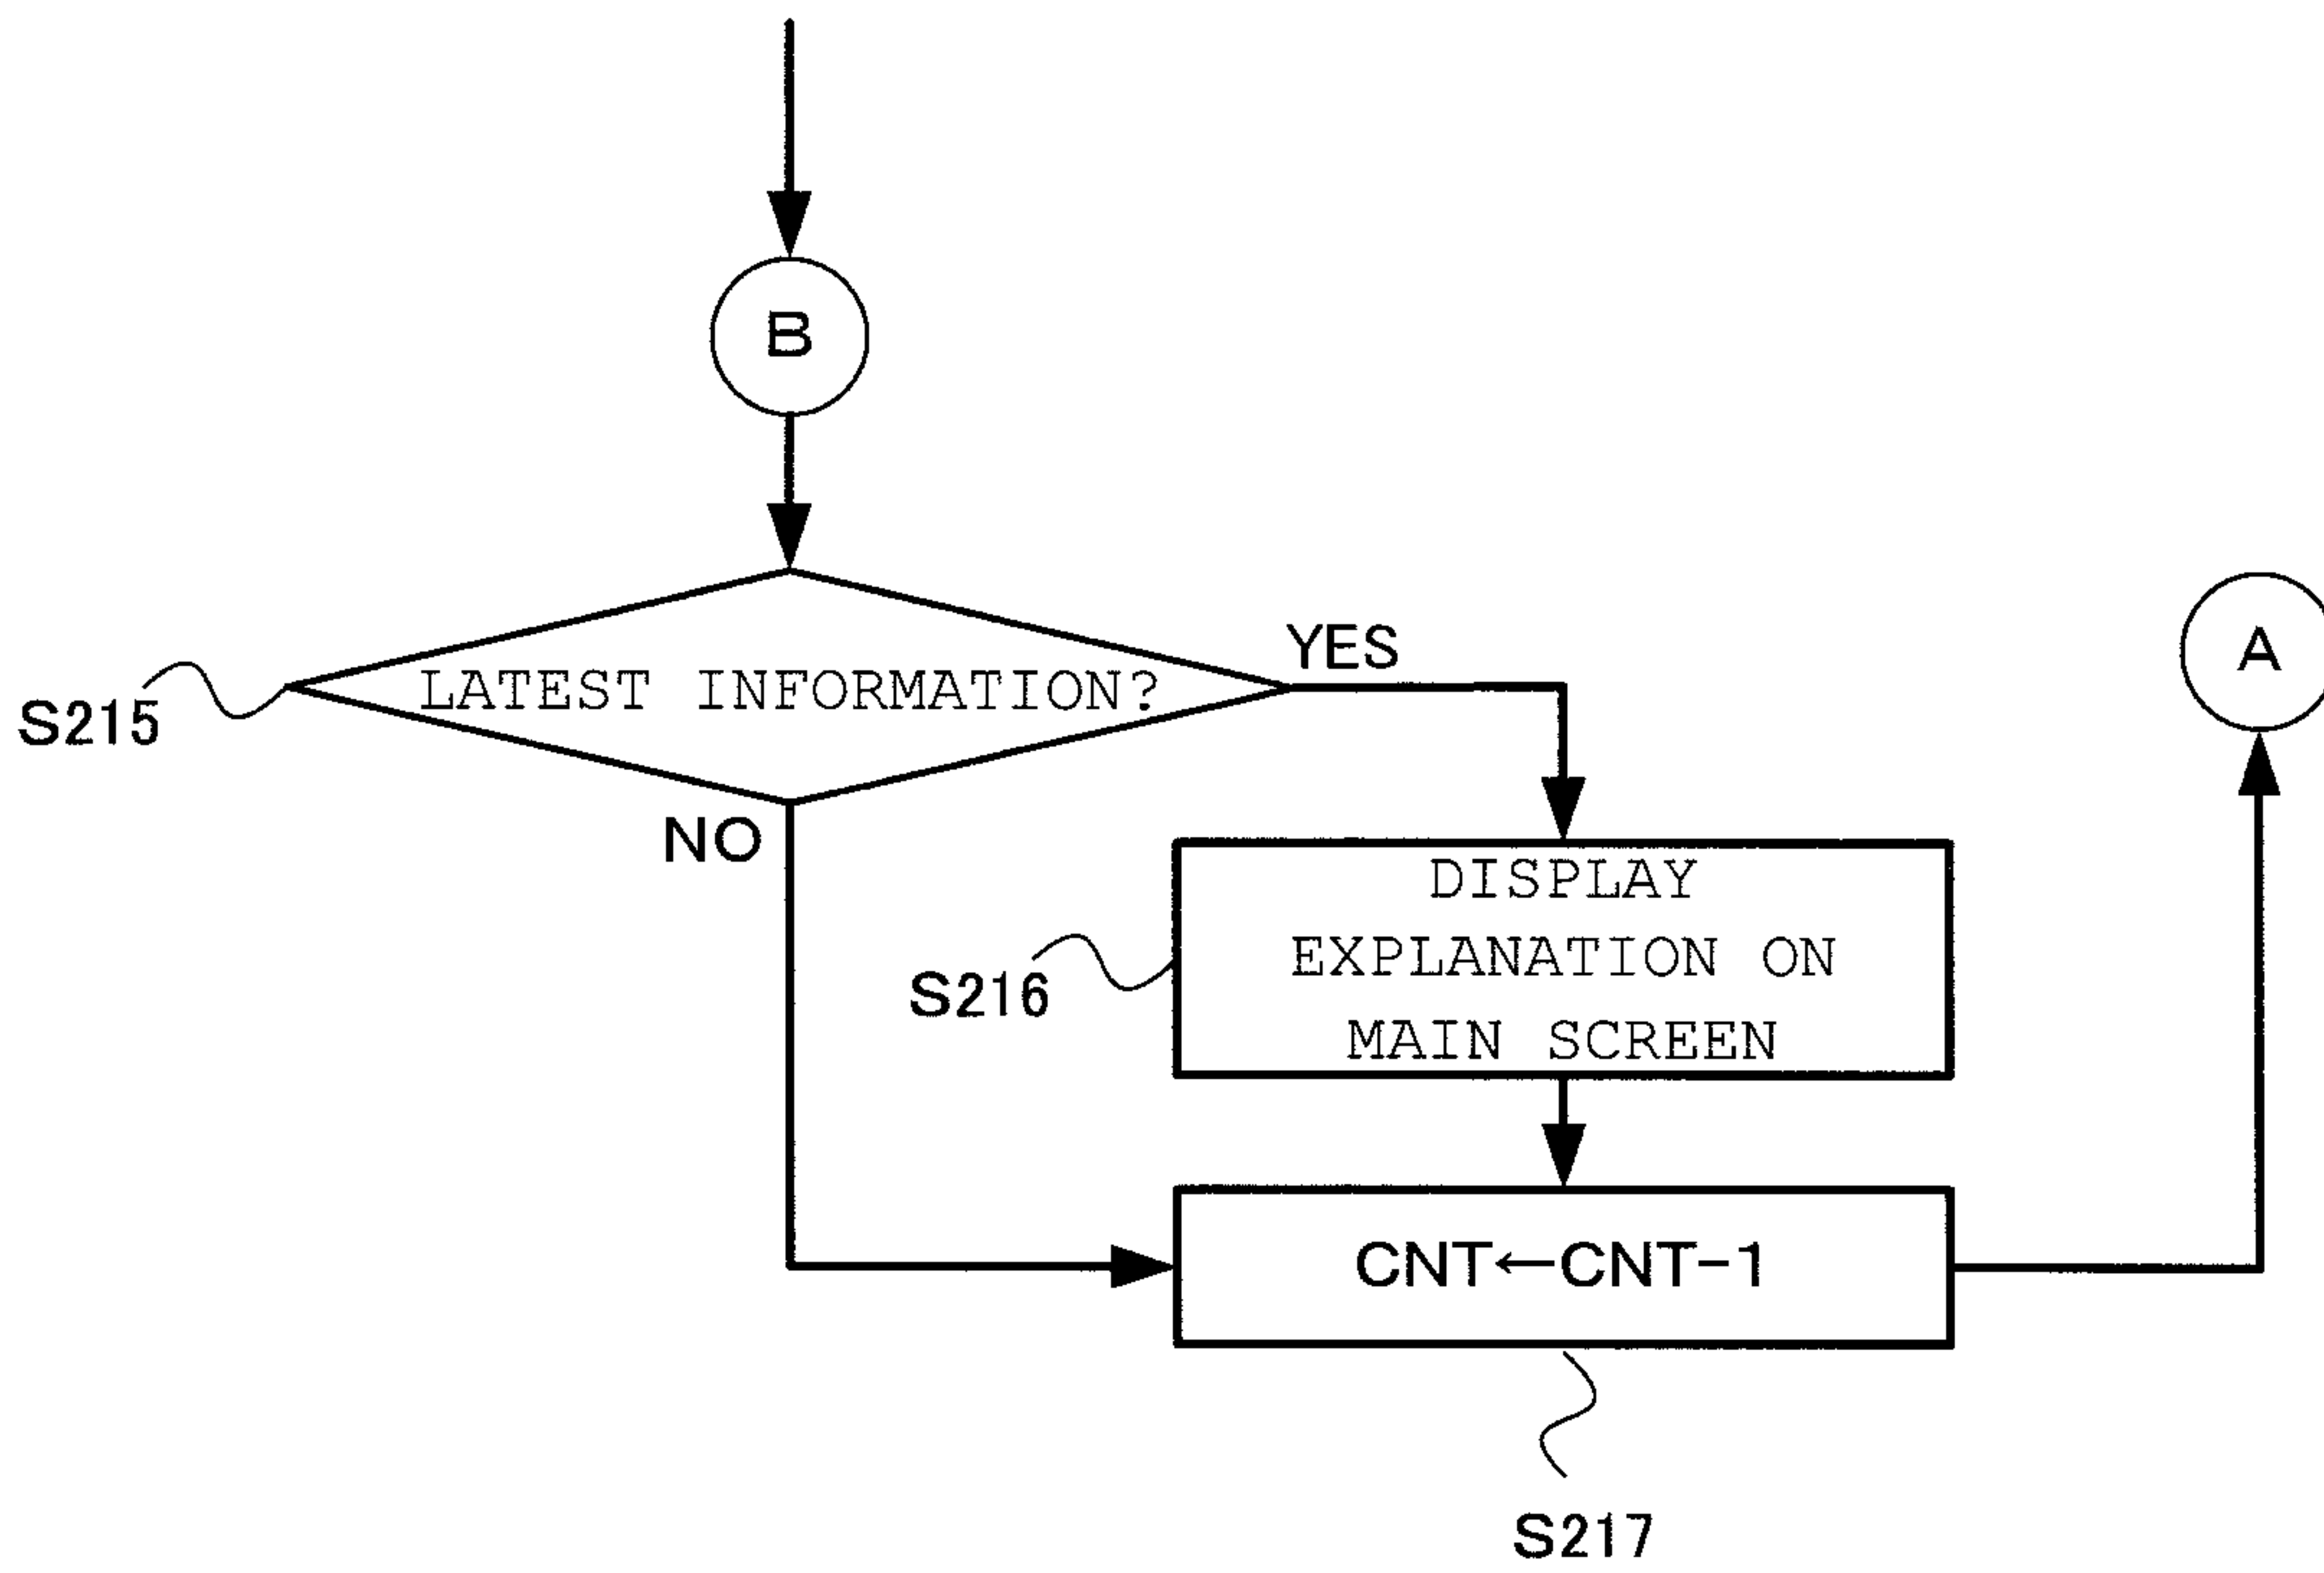 B
LATEST INFORMATION?
YES
A
S215
NO
DISPLAY
EXPLANATION ON
MAIN SCREEN
S216
CNT←CNT-1
S217